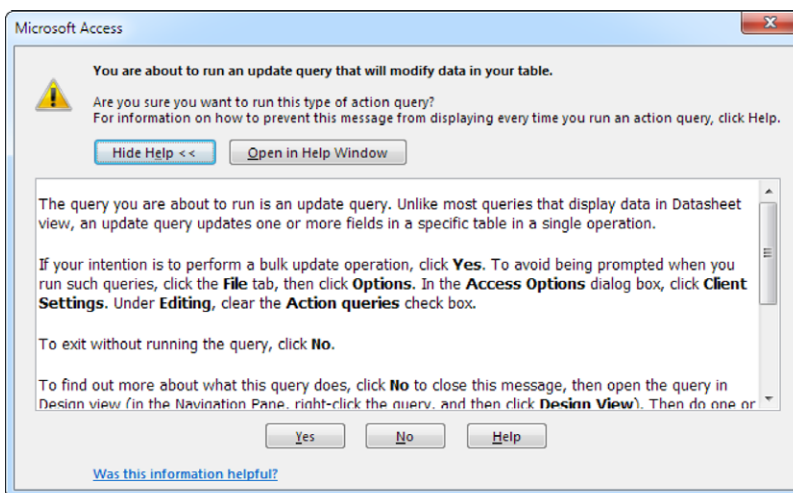 Microsoft Access
You are about to run an update query that will modify data in your table.
Are you sure you want to run this type of action query?
For information on how to prevent this message from displaying every time you run an action query, click Help.
Hide Help << Open in Help Window
The query you are about to run is an update query. Unlike most queries that display data in Datasheet
view, an update query updates one or more fields in a specific table in a single operation.
If your intention is to perform a bulk update operation, click Yes. To avoid being prompted when you
run such queries, click the File tab, then click Options. In the Access Options dialog box, click Client
Settings. Under Editing, clear the Action queries check box.
To exit without running the query, click No.
To find out more about what this query does, click No to close this message, then open the query in
Design view (in the Navigation Pane, right-click the query, and then click Design View). Then do one or
Yes No Help
Was this information helpful?